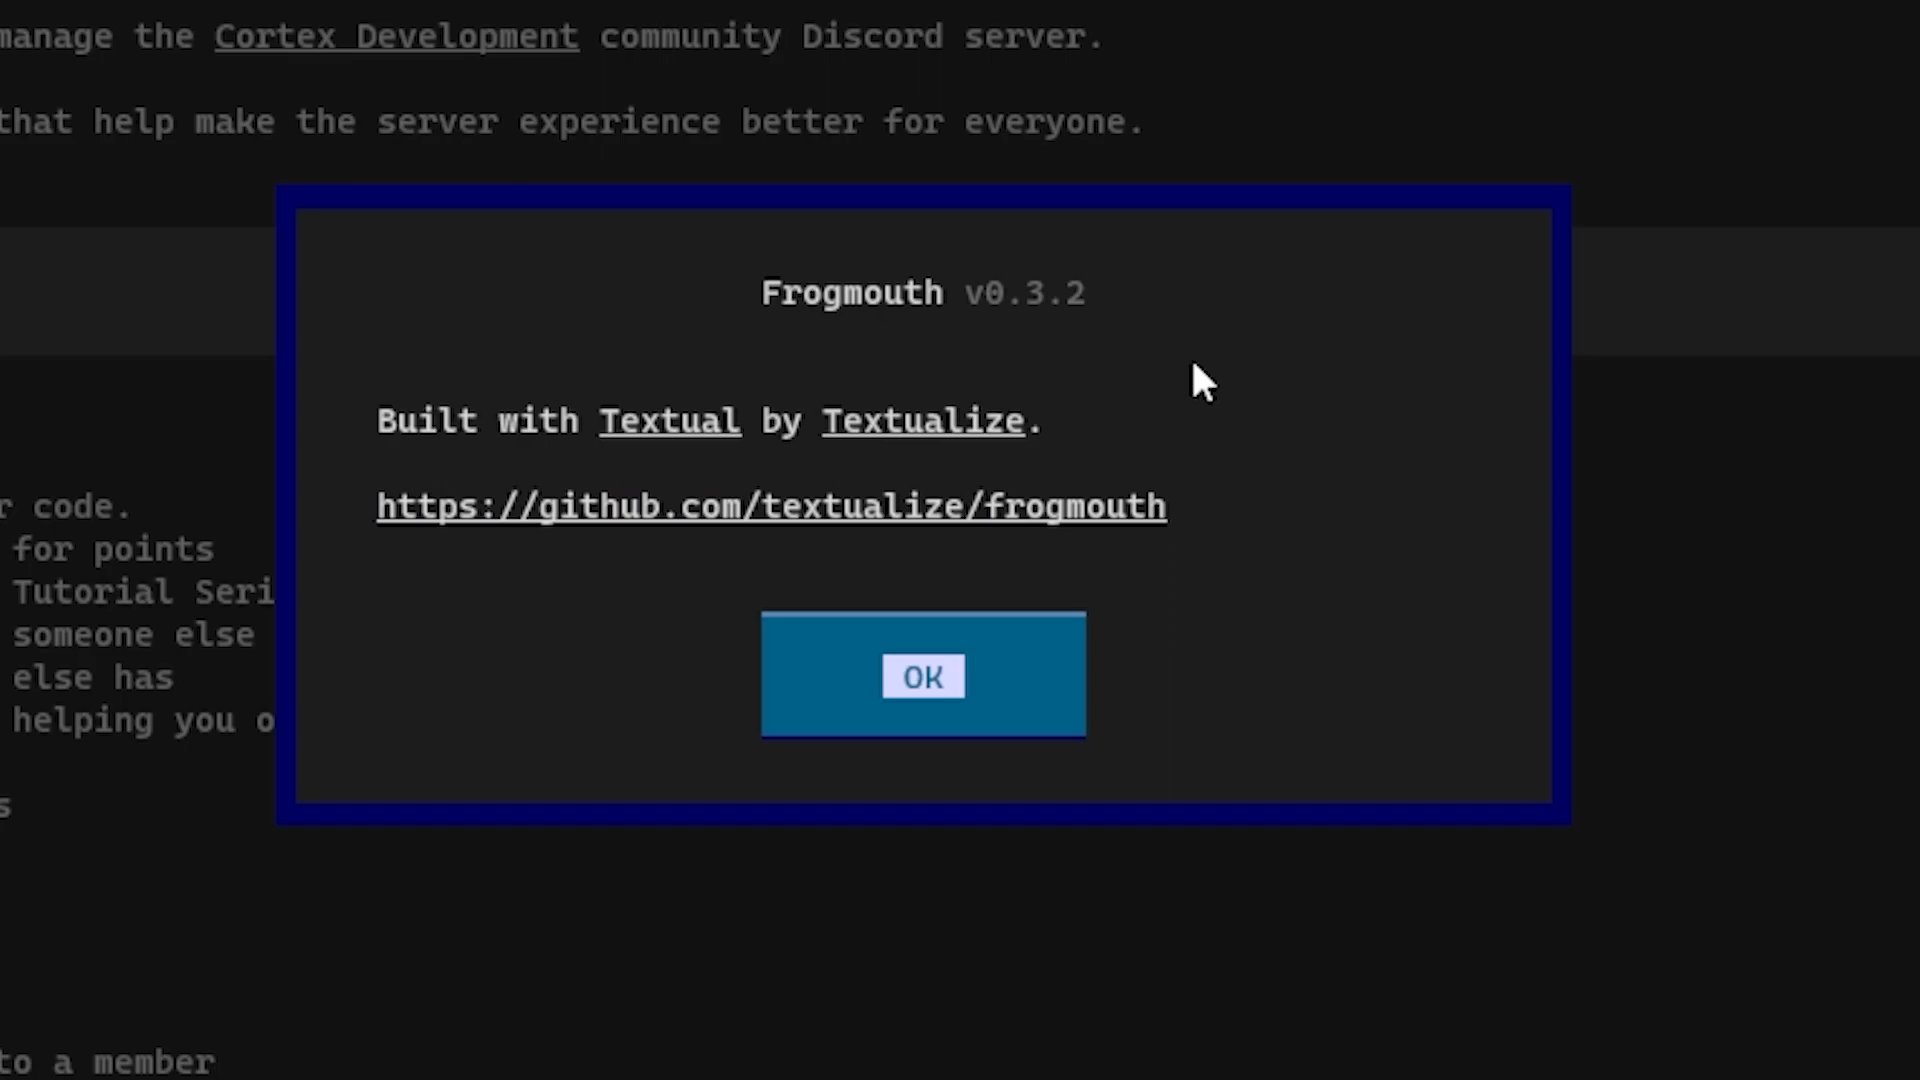 manage the Cortex Development community Discord server.
that help make the server experience better for everyone.
Frogmouth v0.3.2
Built with Textual by Textualize.
https://github.com/textualize/frogmouth
r code.
for points
Tutorial Seri
someone else
else has
helping you o
OK
s
to a member